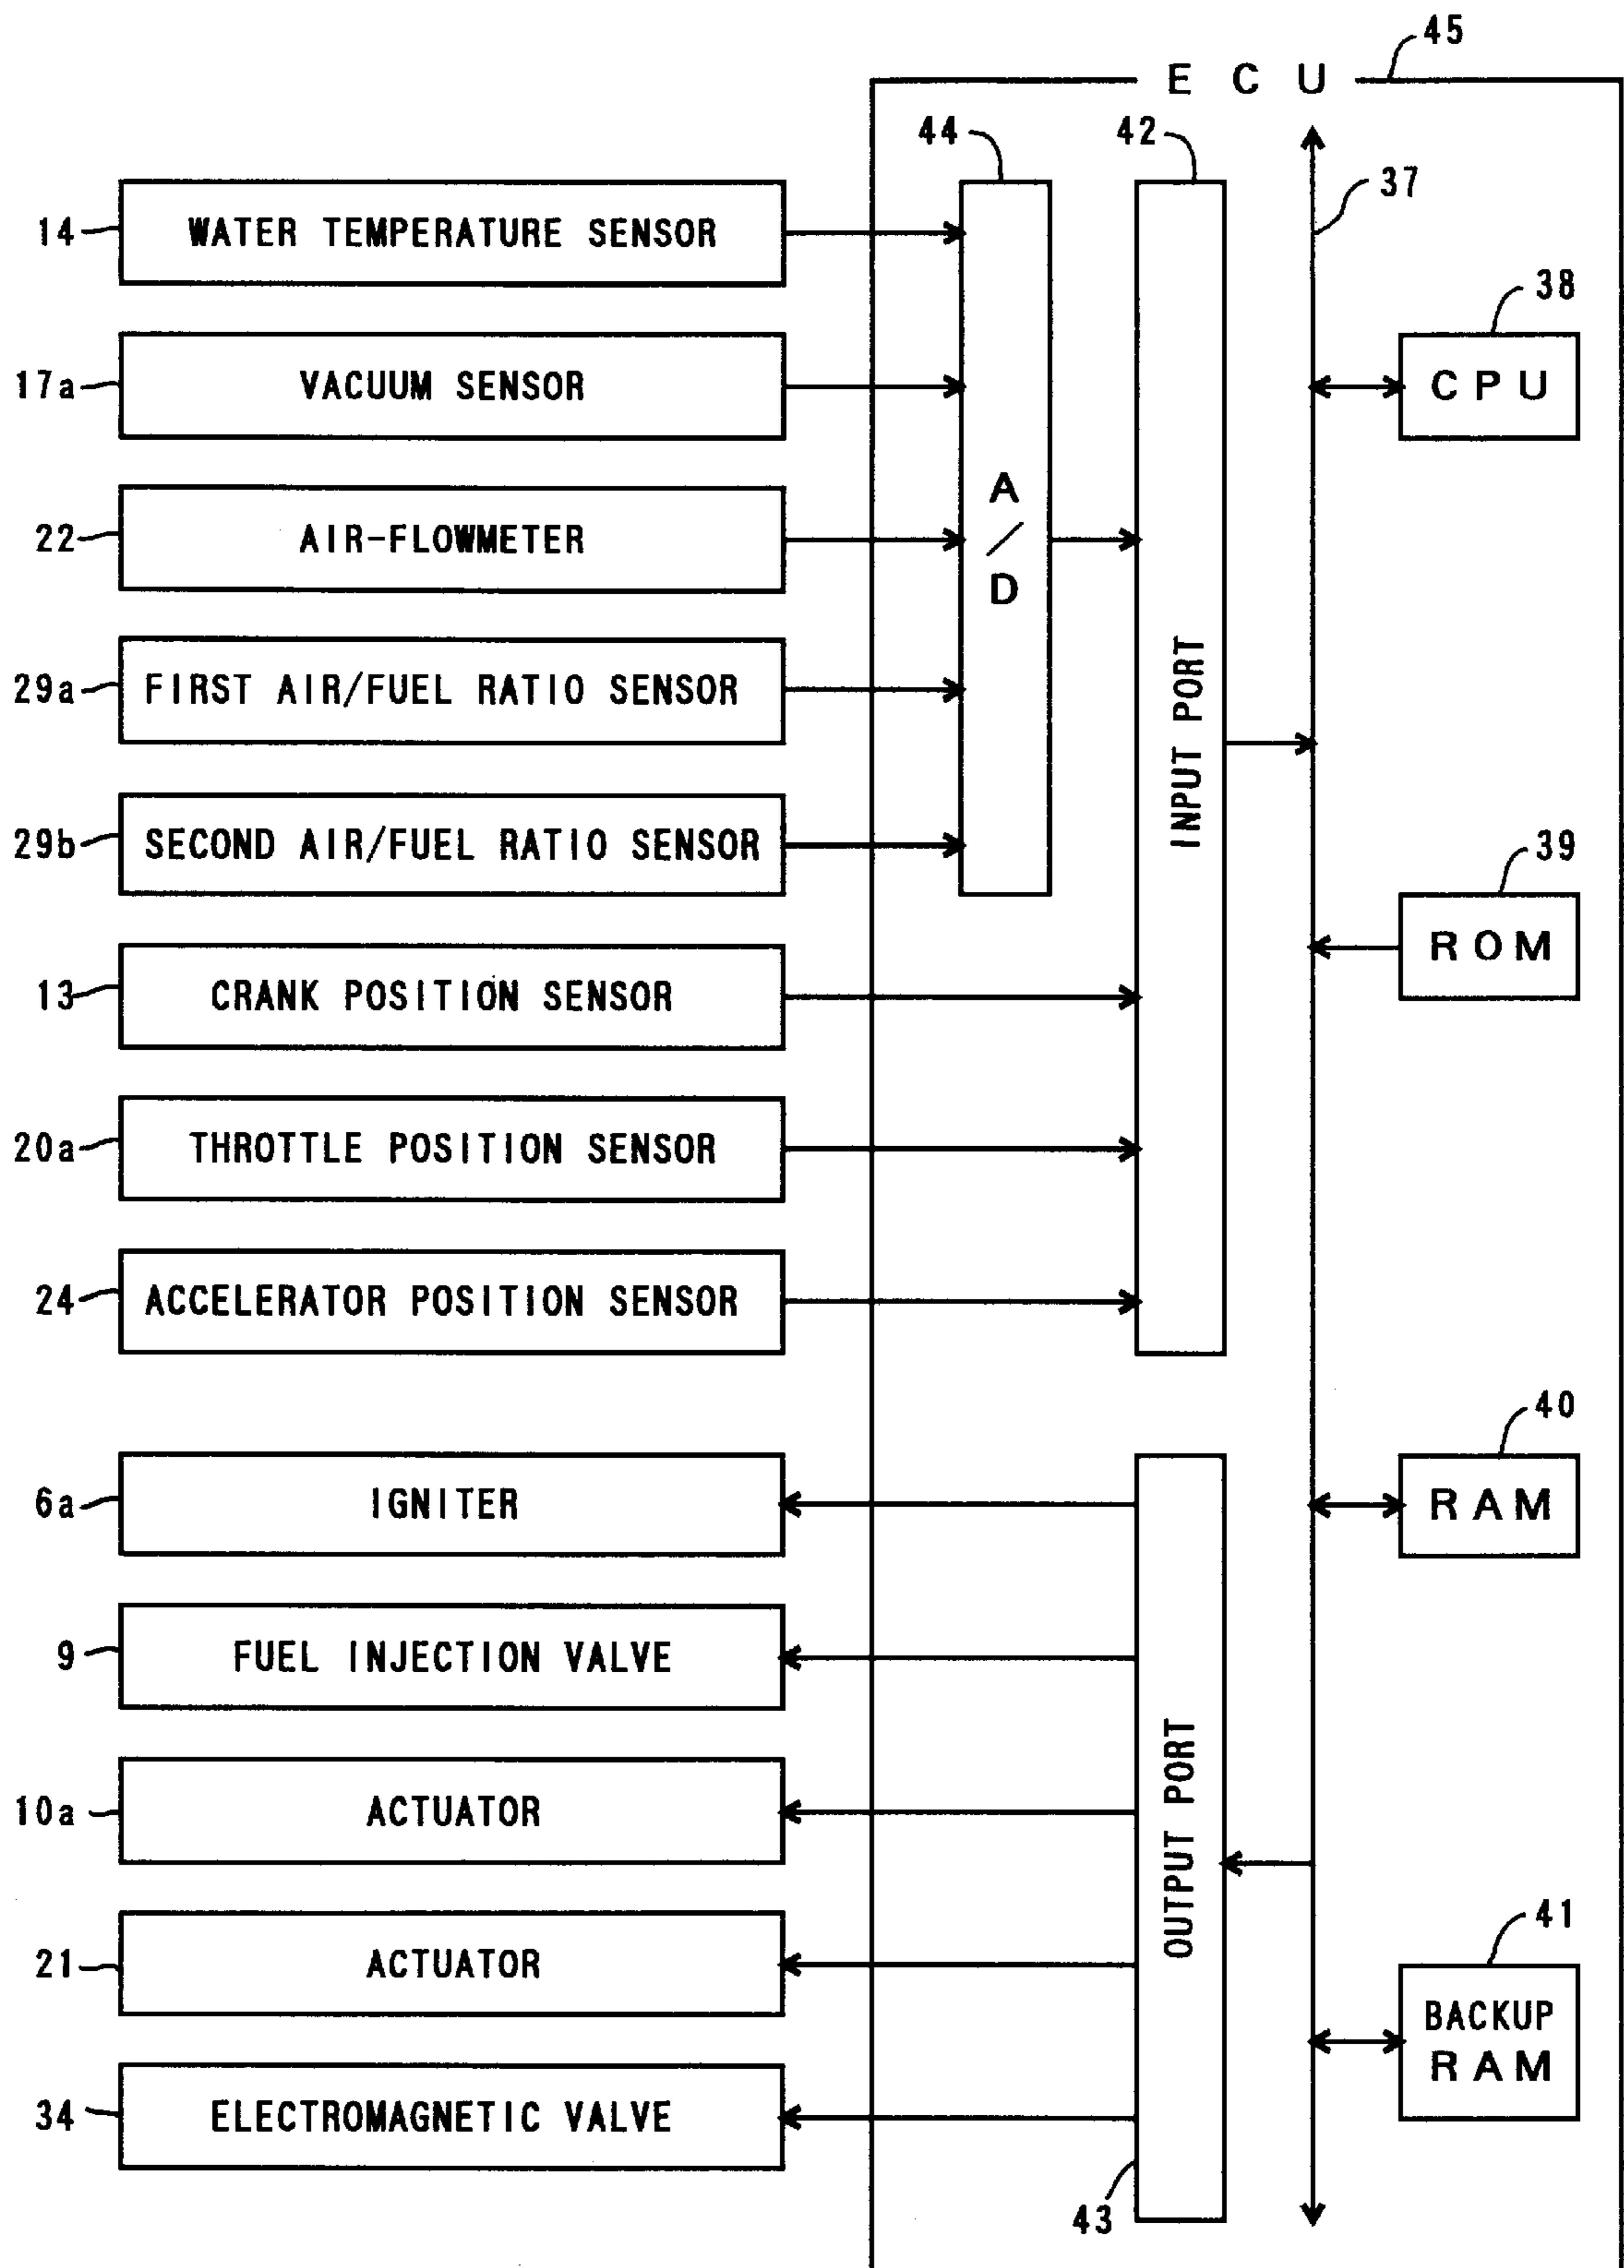 45
E C U
44
42
37
14
WATER TEMPERATURE SENSOR
38
17a
VACUUM SENSOR
C P U
22
AIR-FLOWMETER
A
/
D
29a
FIRST AIR/FUEL RATIO SENSOR
INPUT PORT
29b
SECOND AIR/FUEL RATIO SENSOR
39
R O M
13
CRANK POSITION SENSOR
20a
THROTTLE POSITION SENSOR
24
ACCELERATOR POSITION SENSOR
40
6a
IGNITER
R A M
9
FUEL INJECTION VALVE
10a
ACTUATOR
OUTPUT PORT
21
ACTUATOR
41
BACKUP
R A M
34
ELECTROMAGNETIC VALVE
43